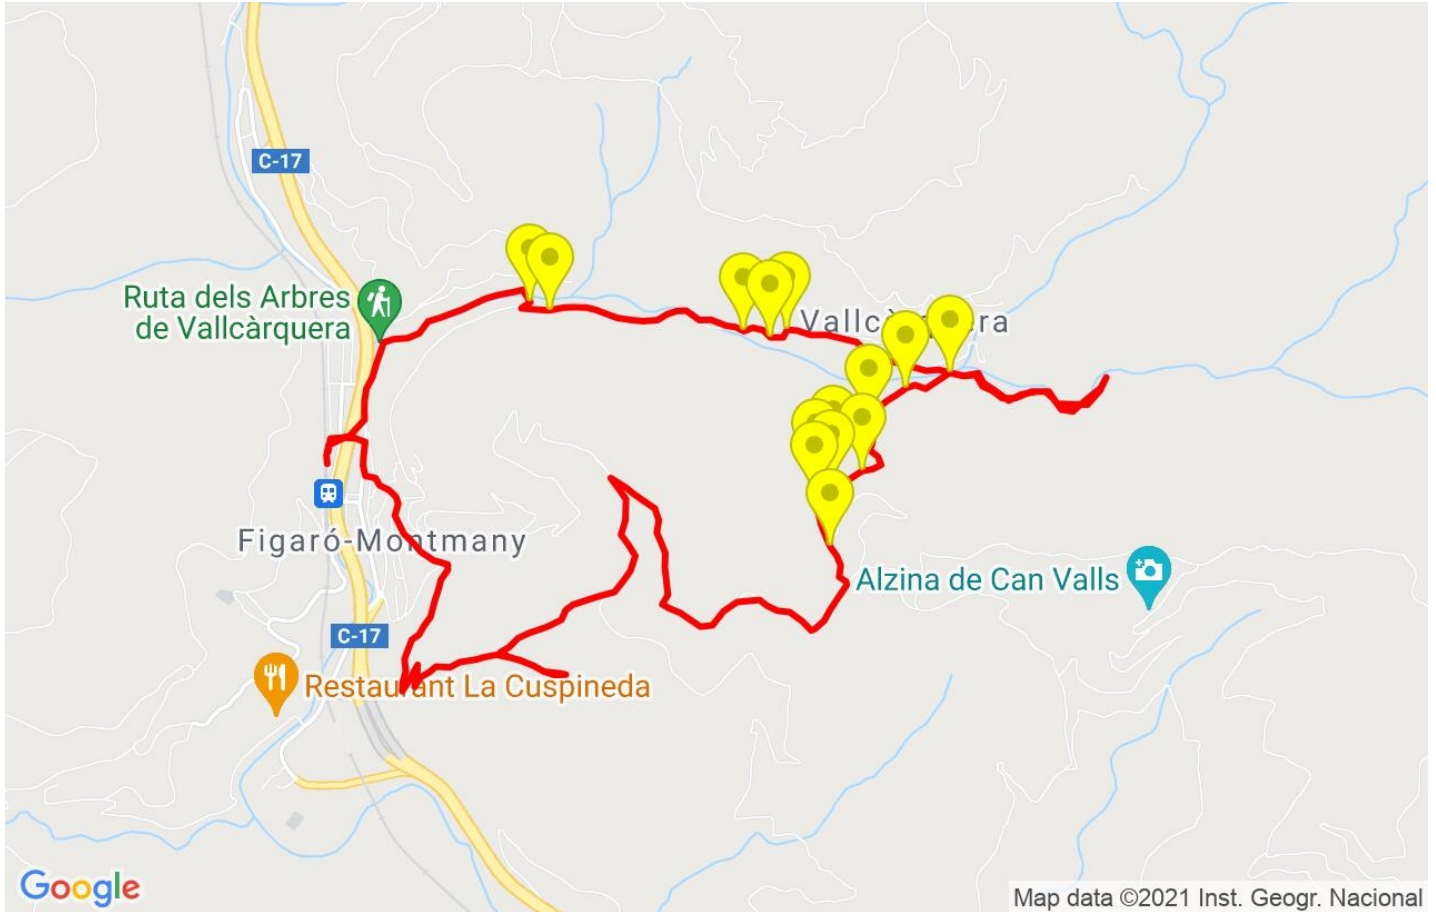 C-17
Ruta dels Arbres
de Vallcàrquera
Vallcàrquera
Figaró-Montmany
Alzina de Can Valls
C-17
Restaurant La Cuspineda
Google
Map data ©2021 Inst. Geogr. Nacional